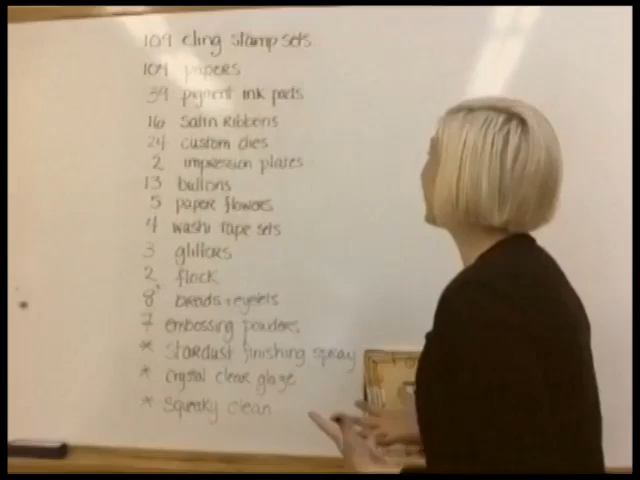 109 cling stamp sets
104 papers
39 pigment ink pads
16 satin Ribbons
24 custom dies
2 impression plates
13 buttons
5 paper flowers
4 washi tape sets
3 glitters
2 flock
8 brads + eyelets
7 embossing powders
* Stardust finishing spray
* Crystal clear glaze
* Squeaky clean